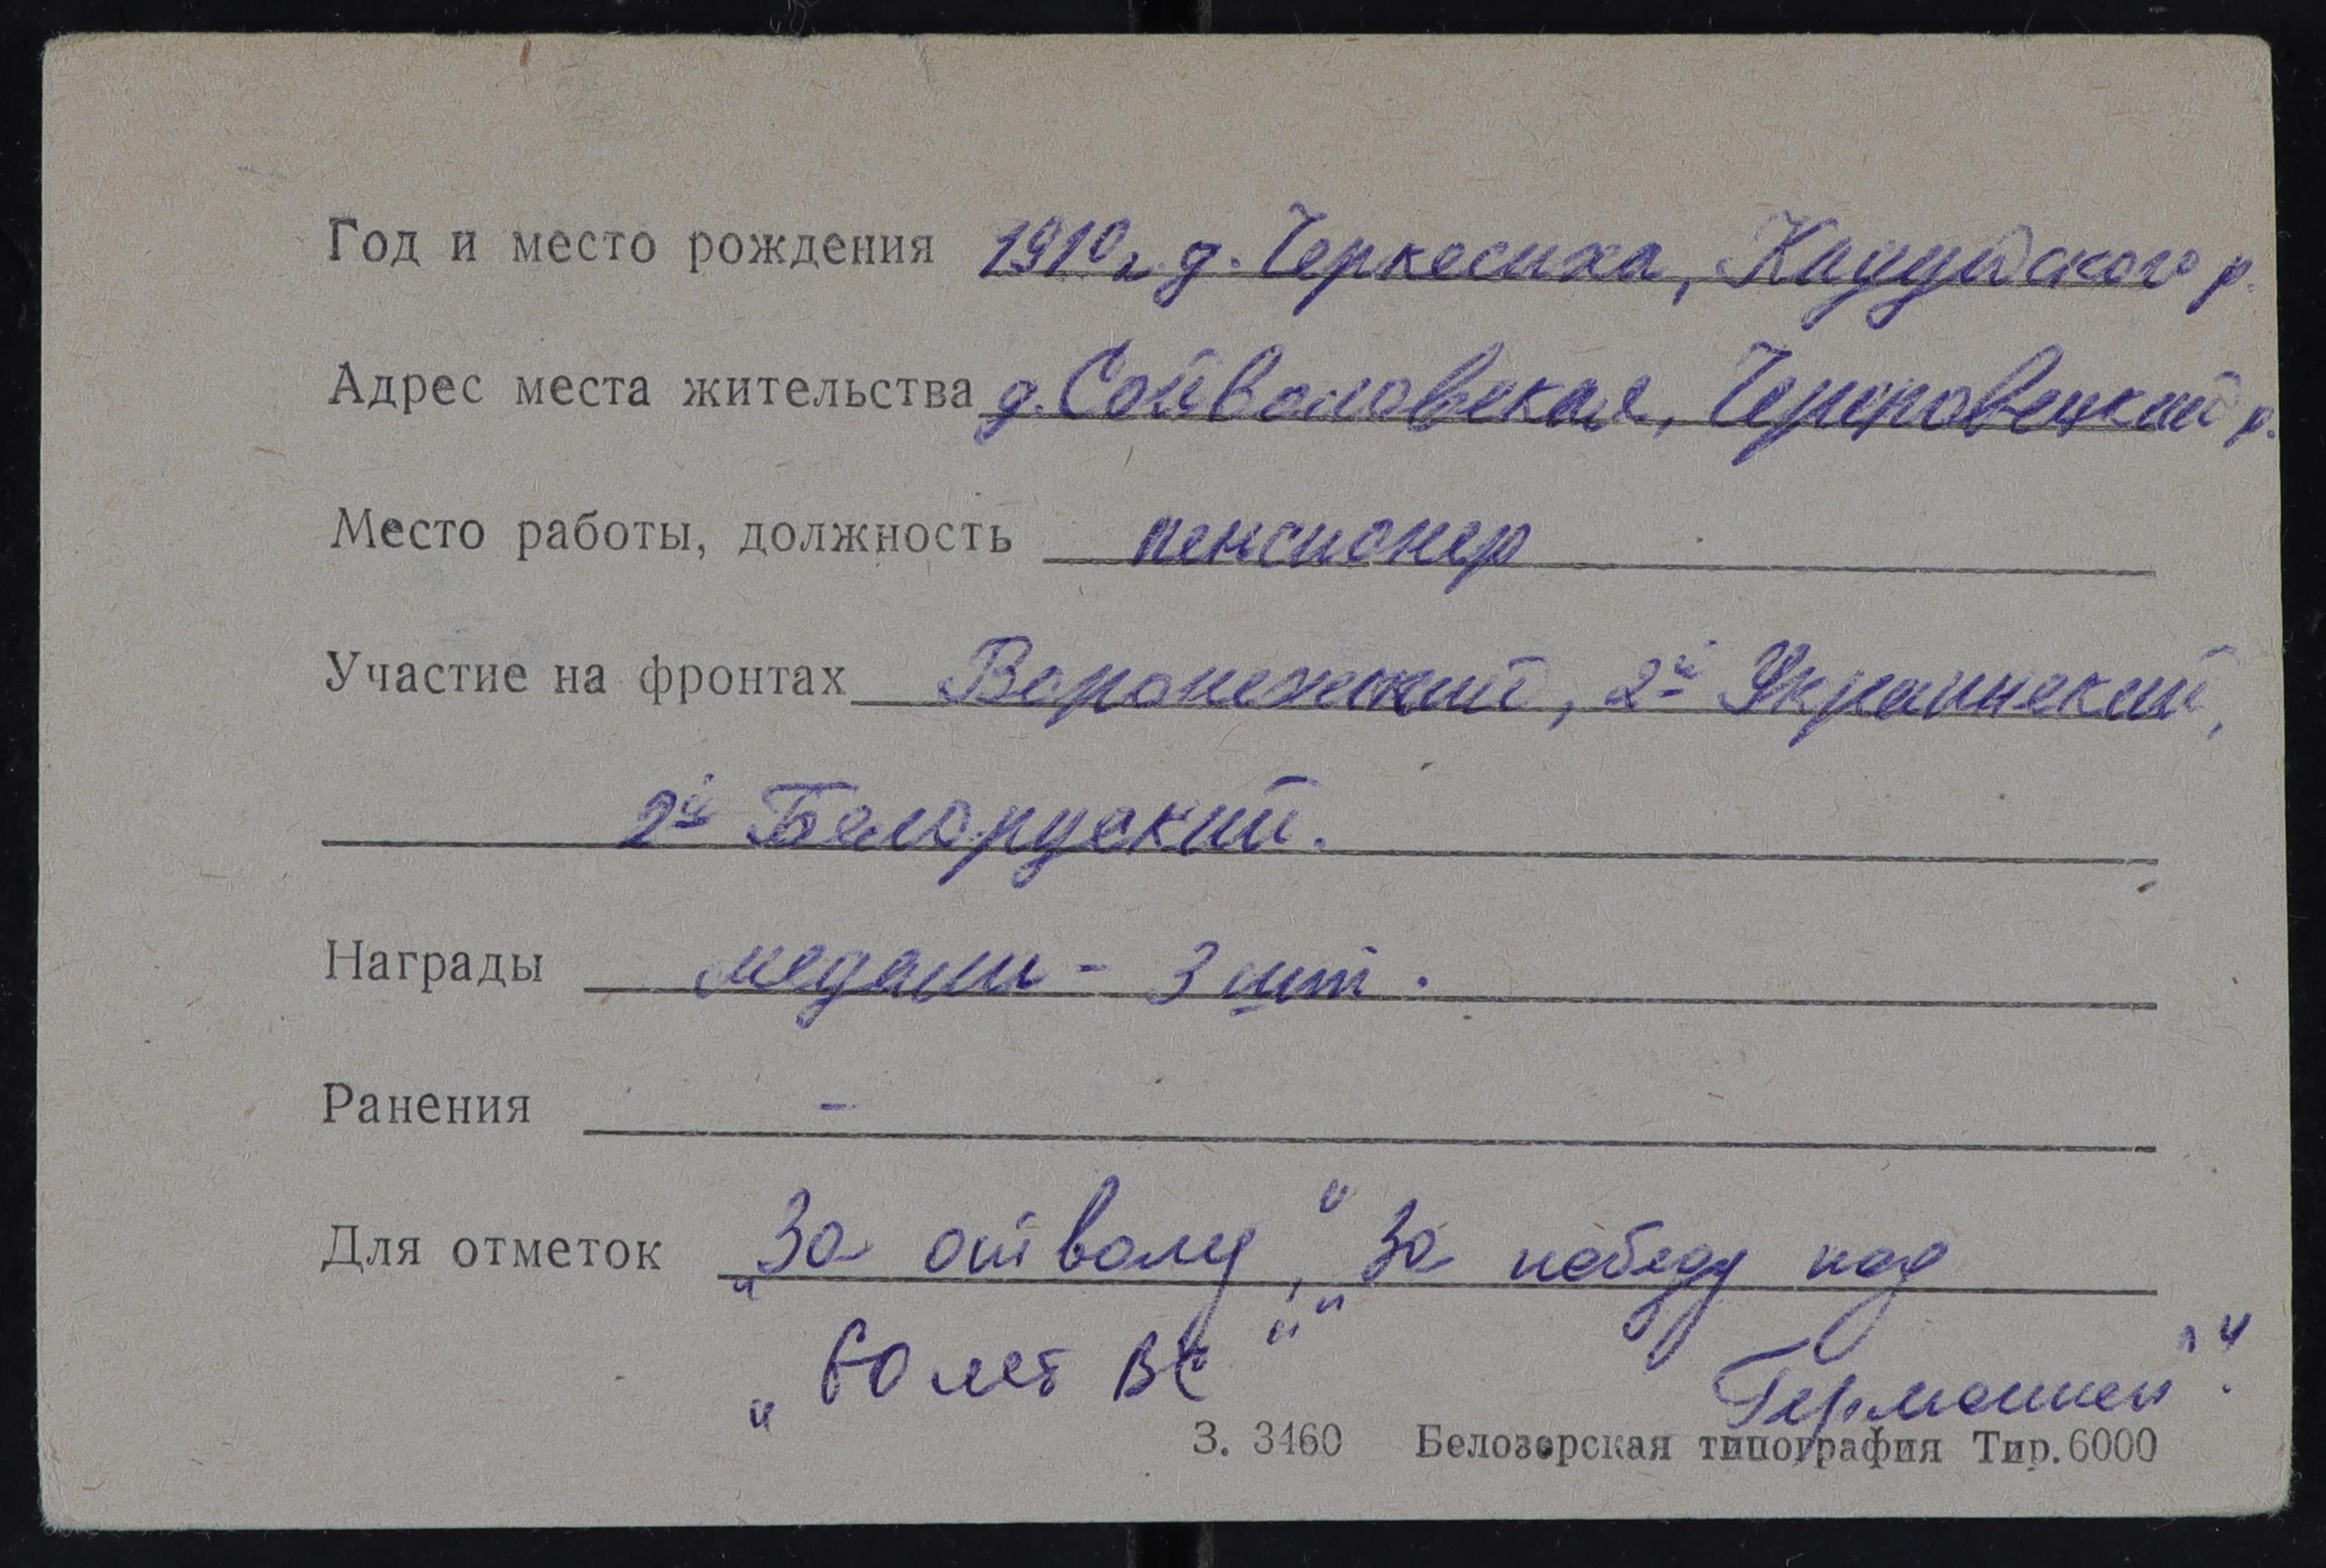 Год и место рождения 1910 г. д. Черкесиха, Кадуйского р.
Адрес места жительства д. Сойволовская, Череповецкий р.
Место работы, должность пенсионер
Участие на фронтах Воронежский, 2й Украинский,
2й Белоруский.
Награды медали - 3 шт.
Ранения -
Для отметок „За отвагу“, „За победу над
Германией“.
„60 лет ВС“
З. 3460 Белозерская типография Тир. 6000